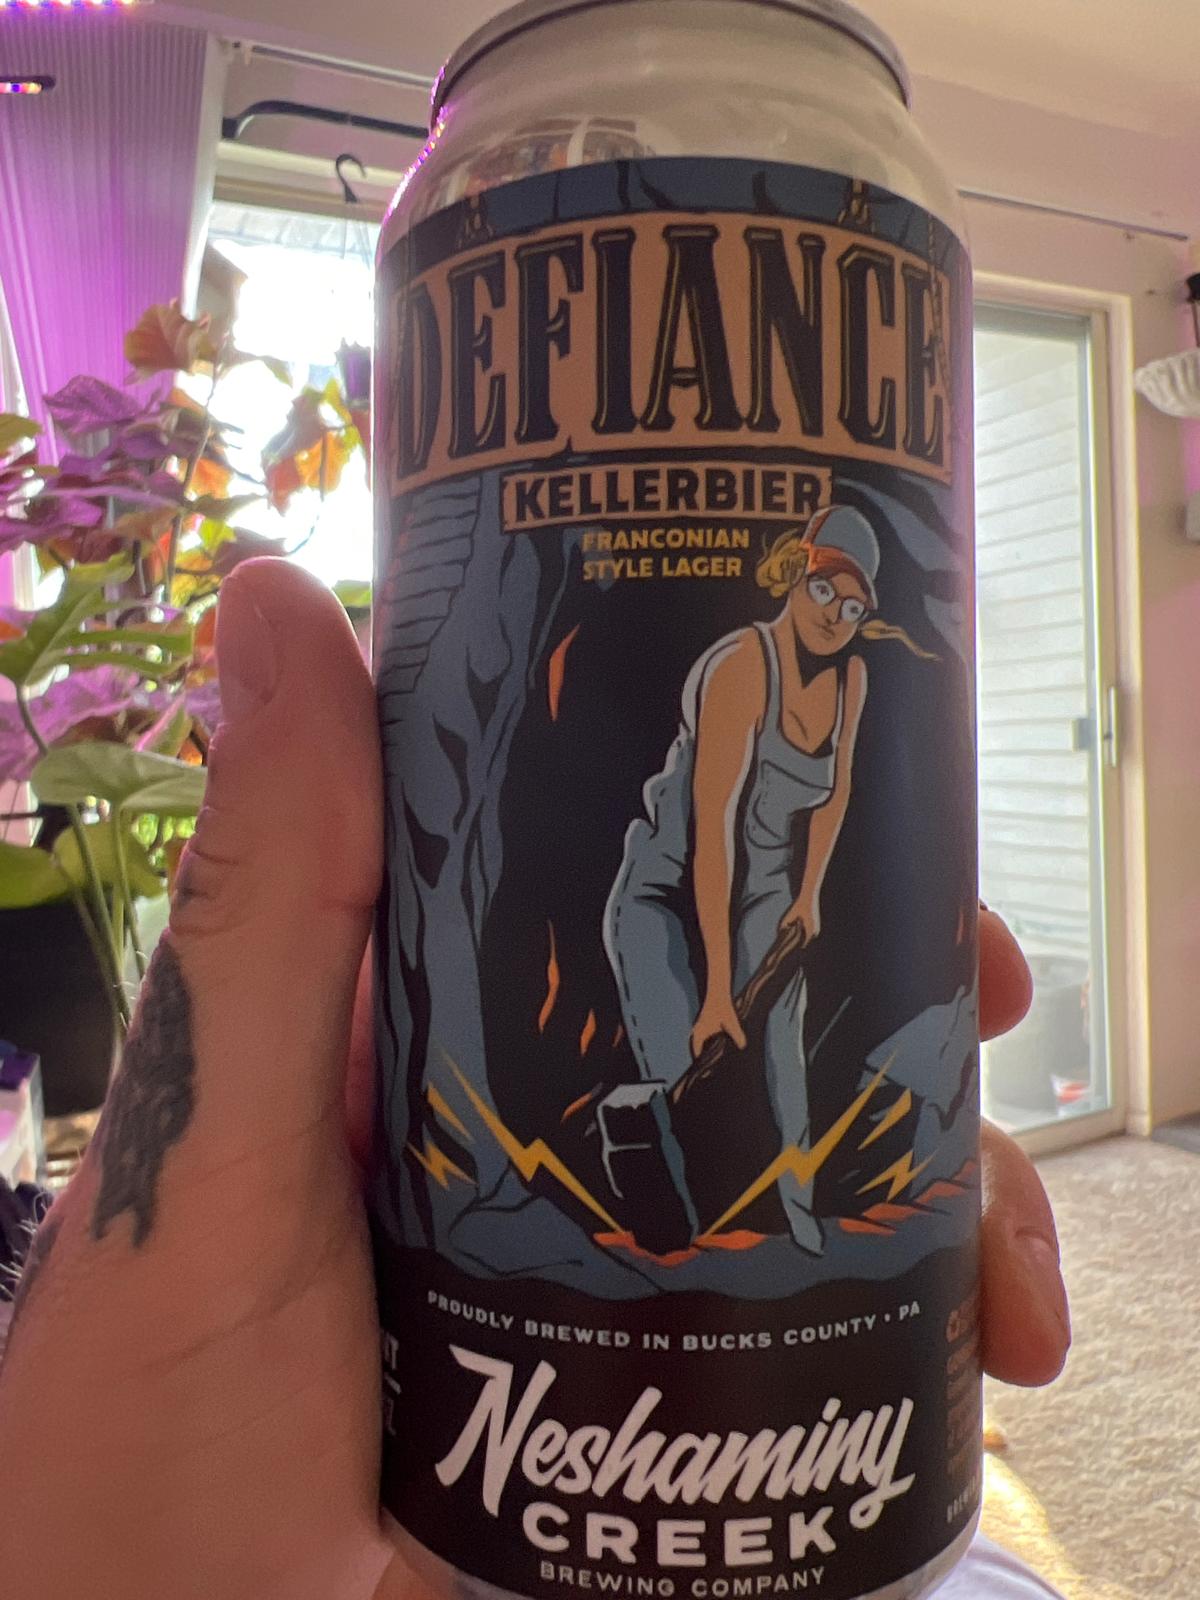 DEFIANCE
KELLERBIER
FRANCONIAN
STYLE LAGER
PROUDLY BREWED IN BUCKS COUNTY • PA
Neshaminy
CREEK
BREWING COMPANY